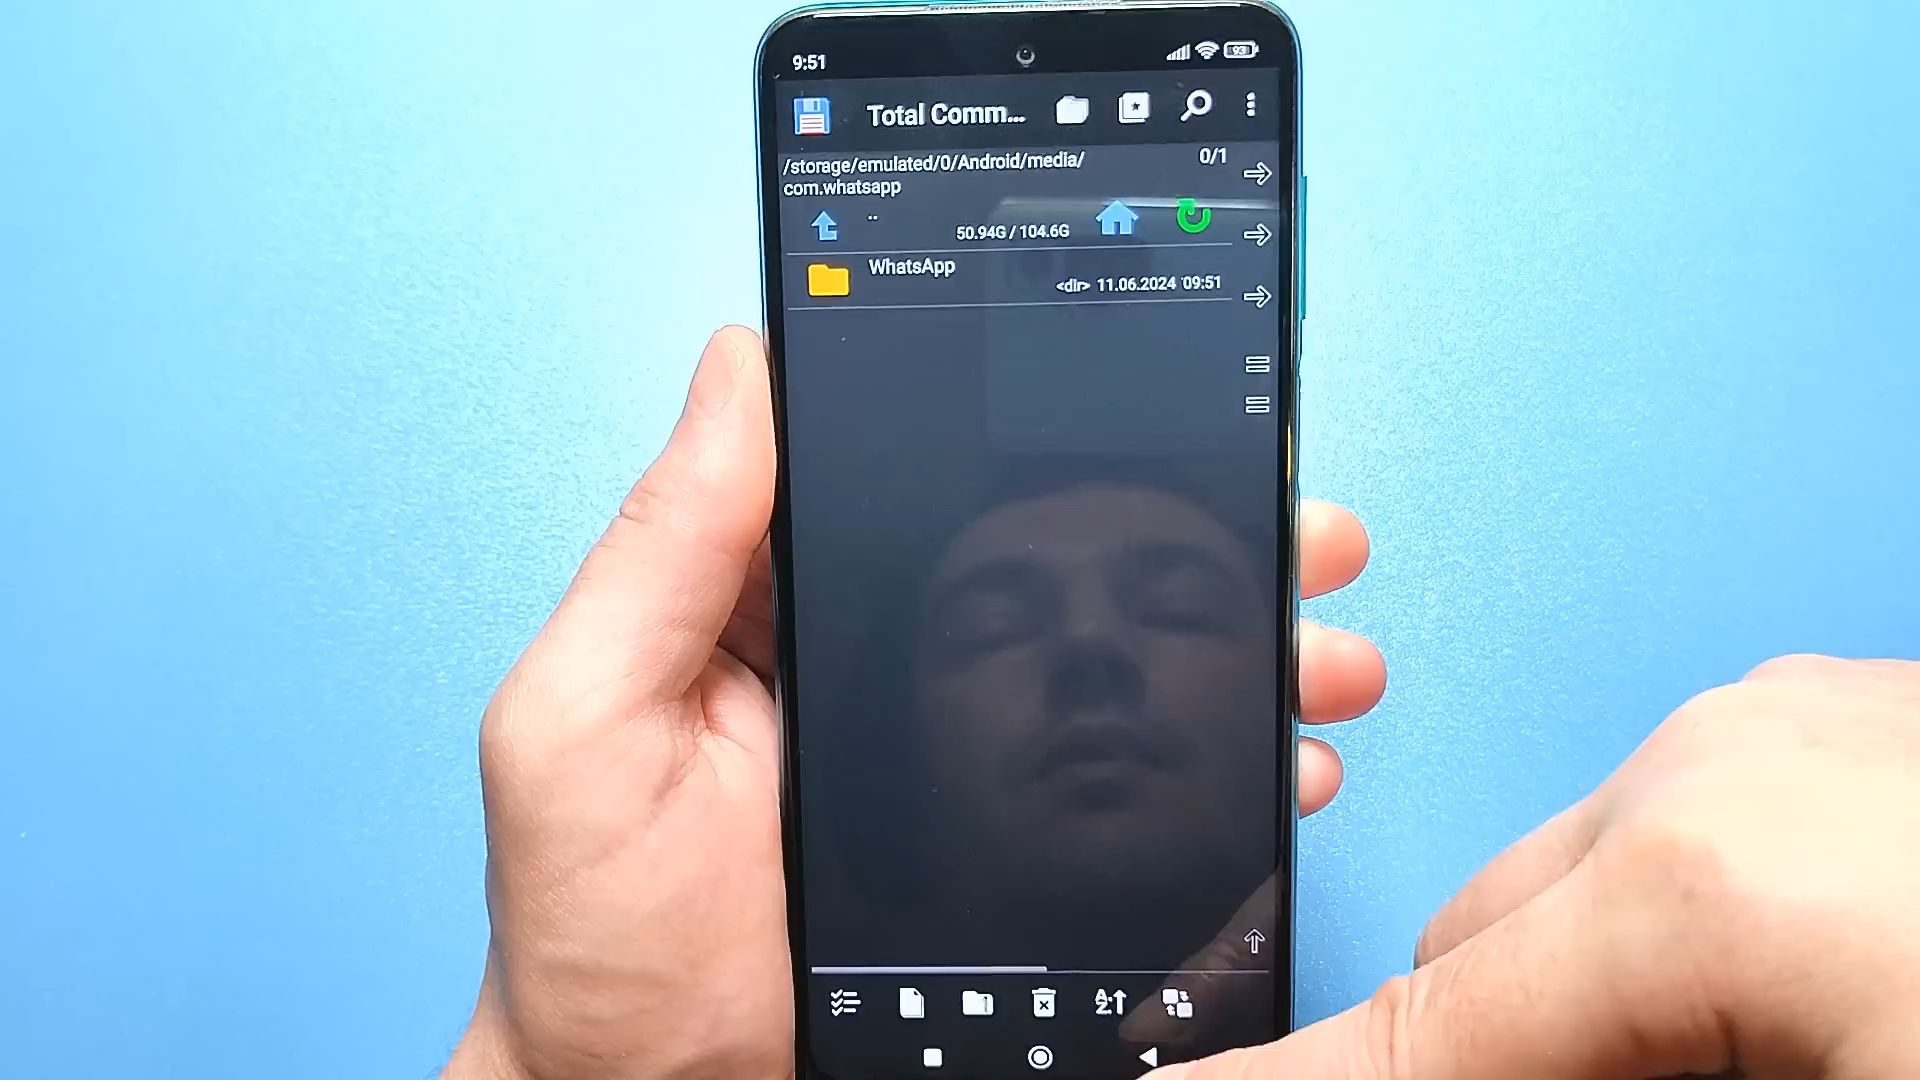 9:51
93
Total Comm...
/storage/emulated/0/Android/media/
com.whatsapp
0/1
..
50.94G / 104.6G
WhatsApp
<dir> 11.06.2024 09:51